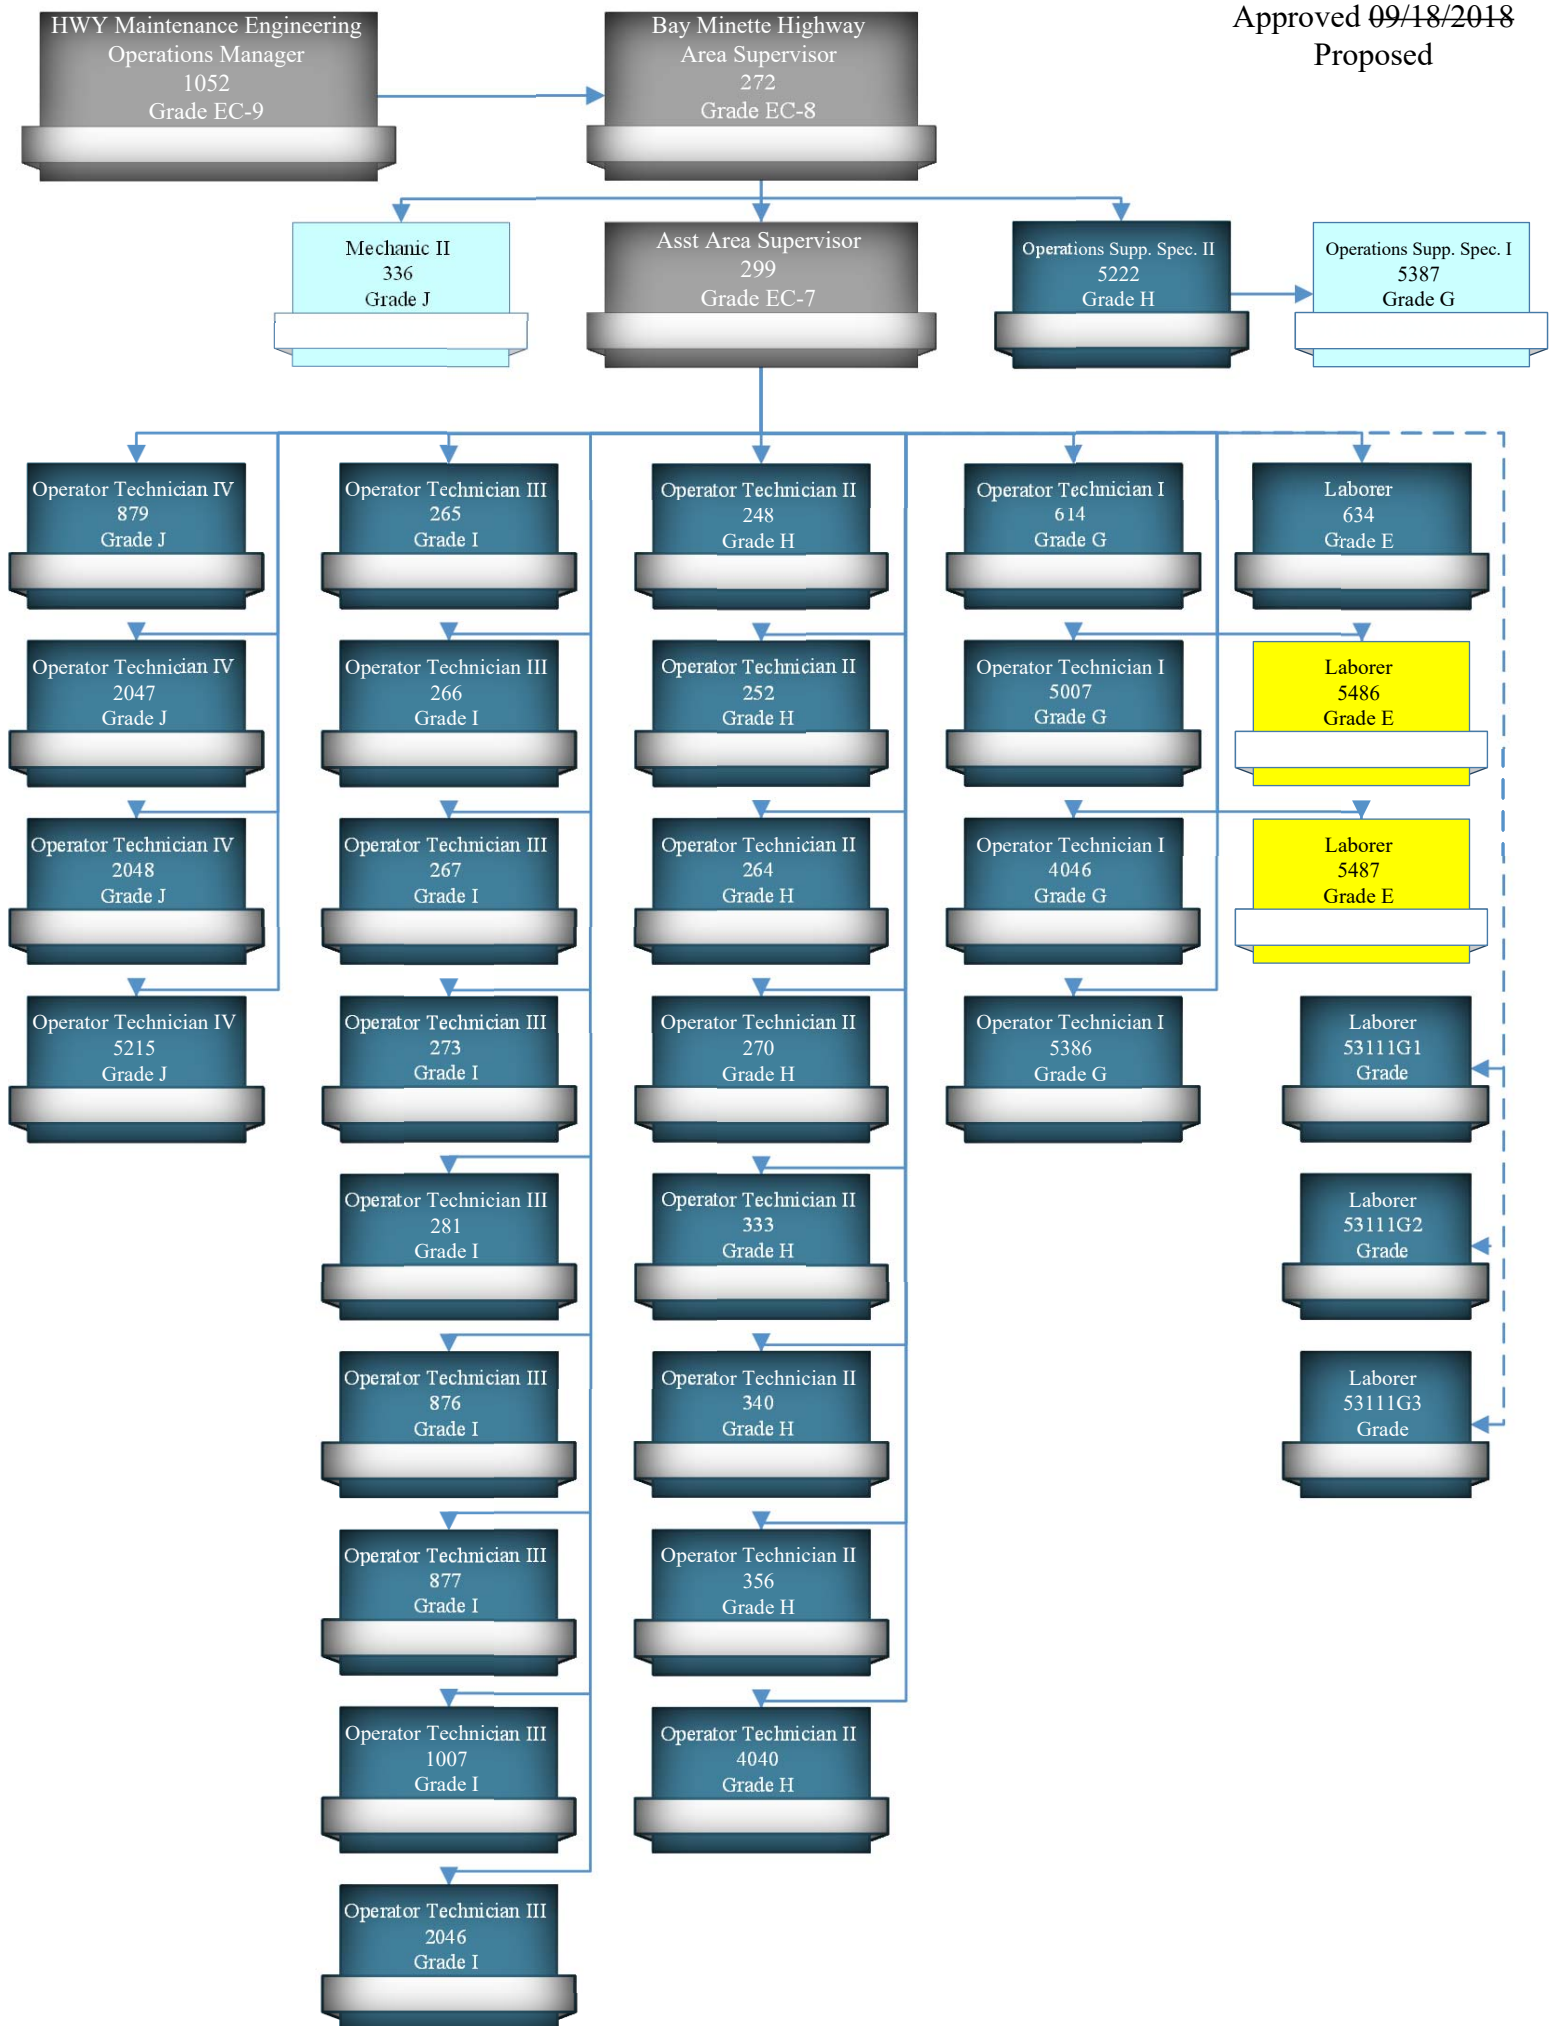 HWY Maintenance Engineering
Operations Manager
1052
Grade EC-9
Bay Minette Highway
Area Supervisor
272
Grade EC-8
Approved 09/18/2018
Proposed
Mechanic II
336
Grade J
Asst Area Supervisor
299
Grade EC-7
Operations Supp. Spec. II
5222
Grade H
Operations Supp. Spec. I
5387
Grade G
Operator Technician IV
879
Grade J
Operator Technician III
265
Grade I
Operator Technician II
248
Grade H
Operator Technician I
614
Grade G
Laborer
634
Grade E
Operator Technician IV
2047
Grade J
Operator Technician III
266
Grade I
Operator Technician II
252
Grade H
Operator Technician I
5007
Grade G
Laborer
5486
Grade E
Operator Technician IV
2048
Grade J
Operator Technician III
267
Grade I
Operator Technician II
264
Grade H
Operator Technician I
4046
Grade G
Laborer
5487
Grade E
Operator Technician IV
5215
Grade J
Operator Technician III
273
Grade I
Operator Technician II
270
Grade H
Operator Technician I
5386
Grade G
Laborer
53111G1
Grade
Operator Technician III
281
Grade I
Operator Technician II
333
Grade H
Laborer
53111G2
Grade
Operator Technician III
876
Grade I
Operator Technician II
340
Grade H
Laborer
53111G3
Grade
Operator Technician III
877
Grade I
Operator Technician II
356
Grade H
Operator Technician III
1007
Grade I
Operator Technician II
4040
Grade H
Operator Technician III
2046
Grade I